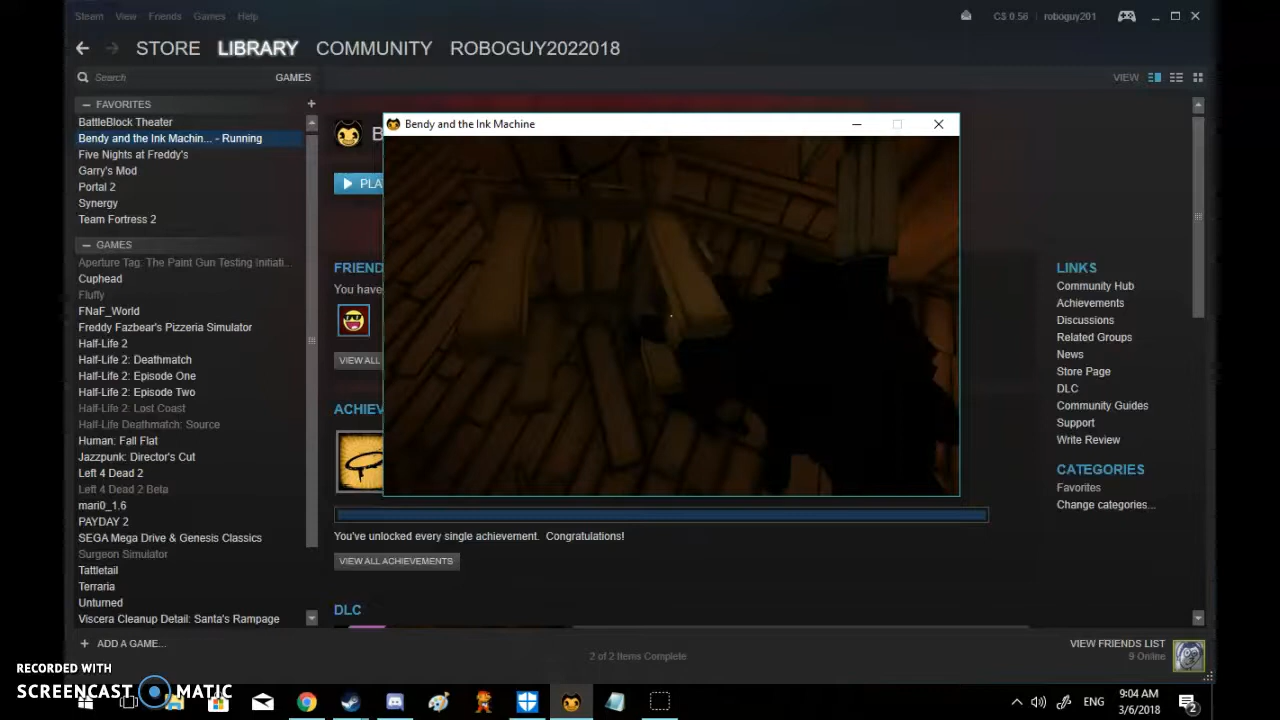 Steam View Friends Games Help
C$ 0.56 roboguy201
STORE LIBRARY COMMUNITY ROBOGUY2022018
Search GAMES
VIEW
FAVORITES
BattleBlock Theater
Bendy and the Ink Machin... - Running
Five Nights at Freddy's
Garry's Mod
Portal 2
Synergy
Team Fortress 2
GAMES
Aperture Tag: The Paint Gun Testing Initiati...
Cuphead
Fluffy
FNaF_World
Freddy Fazbear's Pizzeria Simulator
Half-Life 2
Half-Life 2: Deathmatch
Half-Life 2: Episode One
Half-Life 2: Episode Two
Half-Life 2: Lost Coast
Half-Life Deathmatch: Source
Human: Fall Flat
Jazzpunk: Director's Cut
Left 4 Dead 2
Left 4 Dead 2 Beta
mari0_1.6
PAYDAY 2
SEGA Mega Drive & Genesis Classics
Surgeon Simulator
Tattletail
Terraria
Unturned
Viscera Cleanup Detail: Santa's Rampage
ADD A GAME...
Bendy and the Ink Machine
B
PLA
FRIEND
You have
VIEW ALL
ACHIEV
You've unlocked every single achievement. Congratulations!
VIEW ALL ACHIEVEMENTS
DLC
LINKS
Community Hub
Achievements
Discussions
Related Groups
News
Store Page
DLC
Community Guides
Support
Write Review
CATEGORIES
Favorites
Change categories...
2 of 2 Items Complete
VIEW FRIENDS LIST
9 Online
RECORDED WITH
SCREENCAST MATIC
ENG
9:04 AM
3/6/2018
2